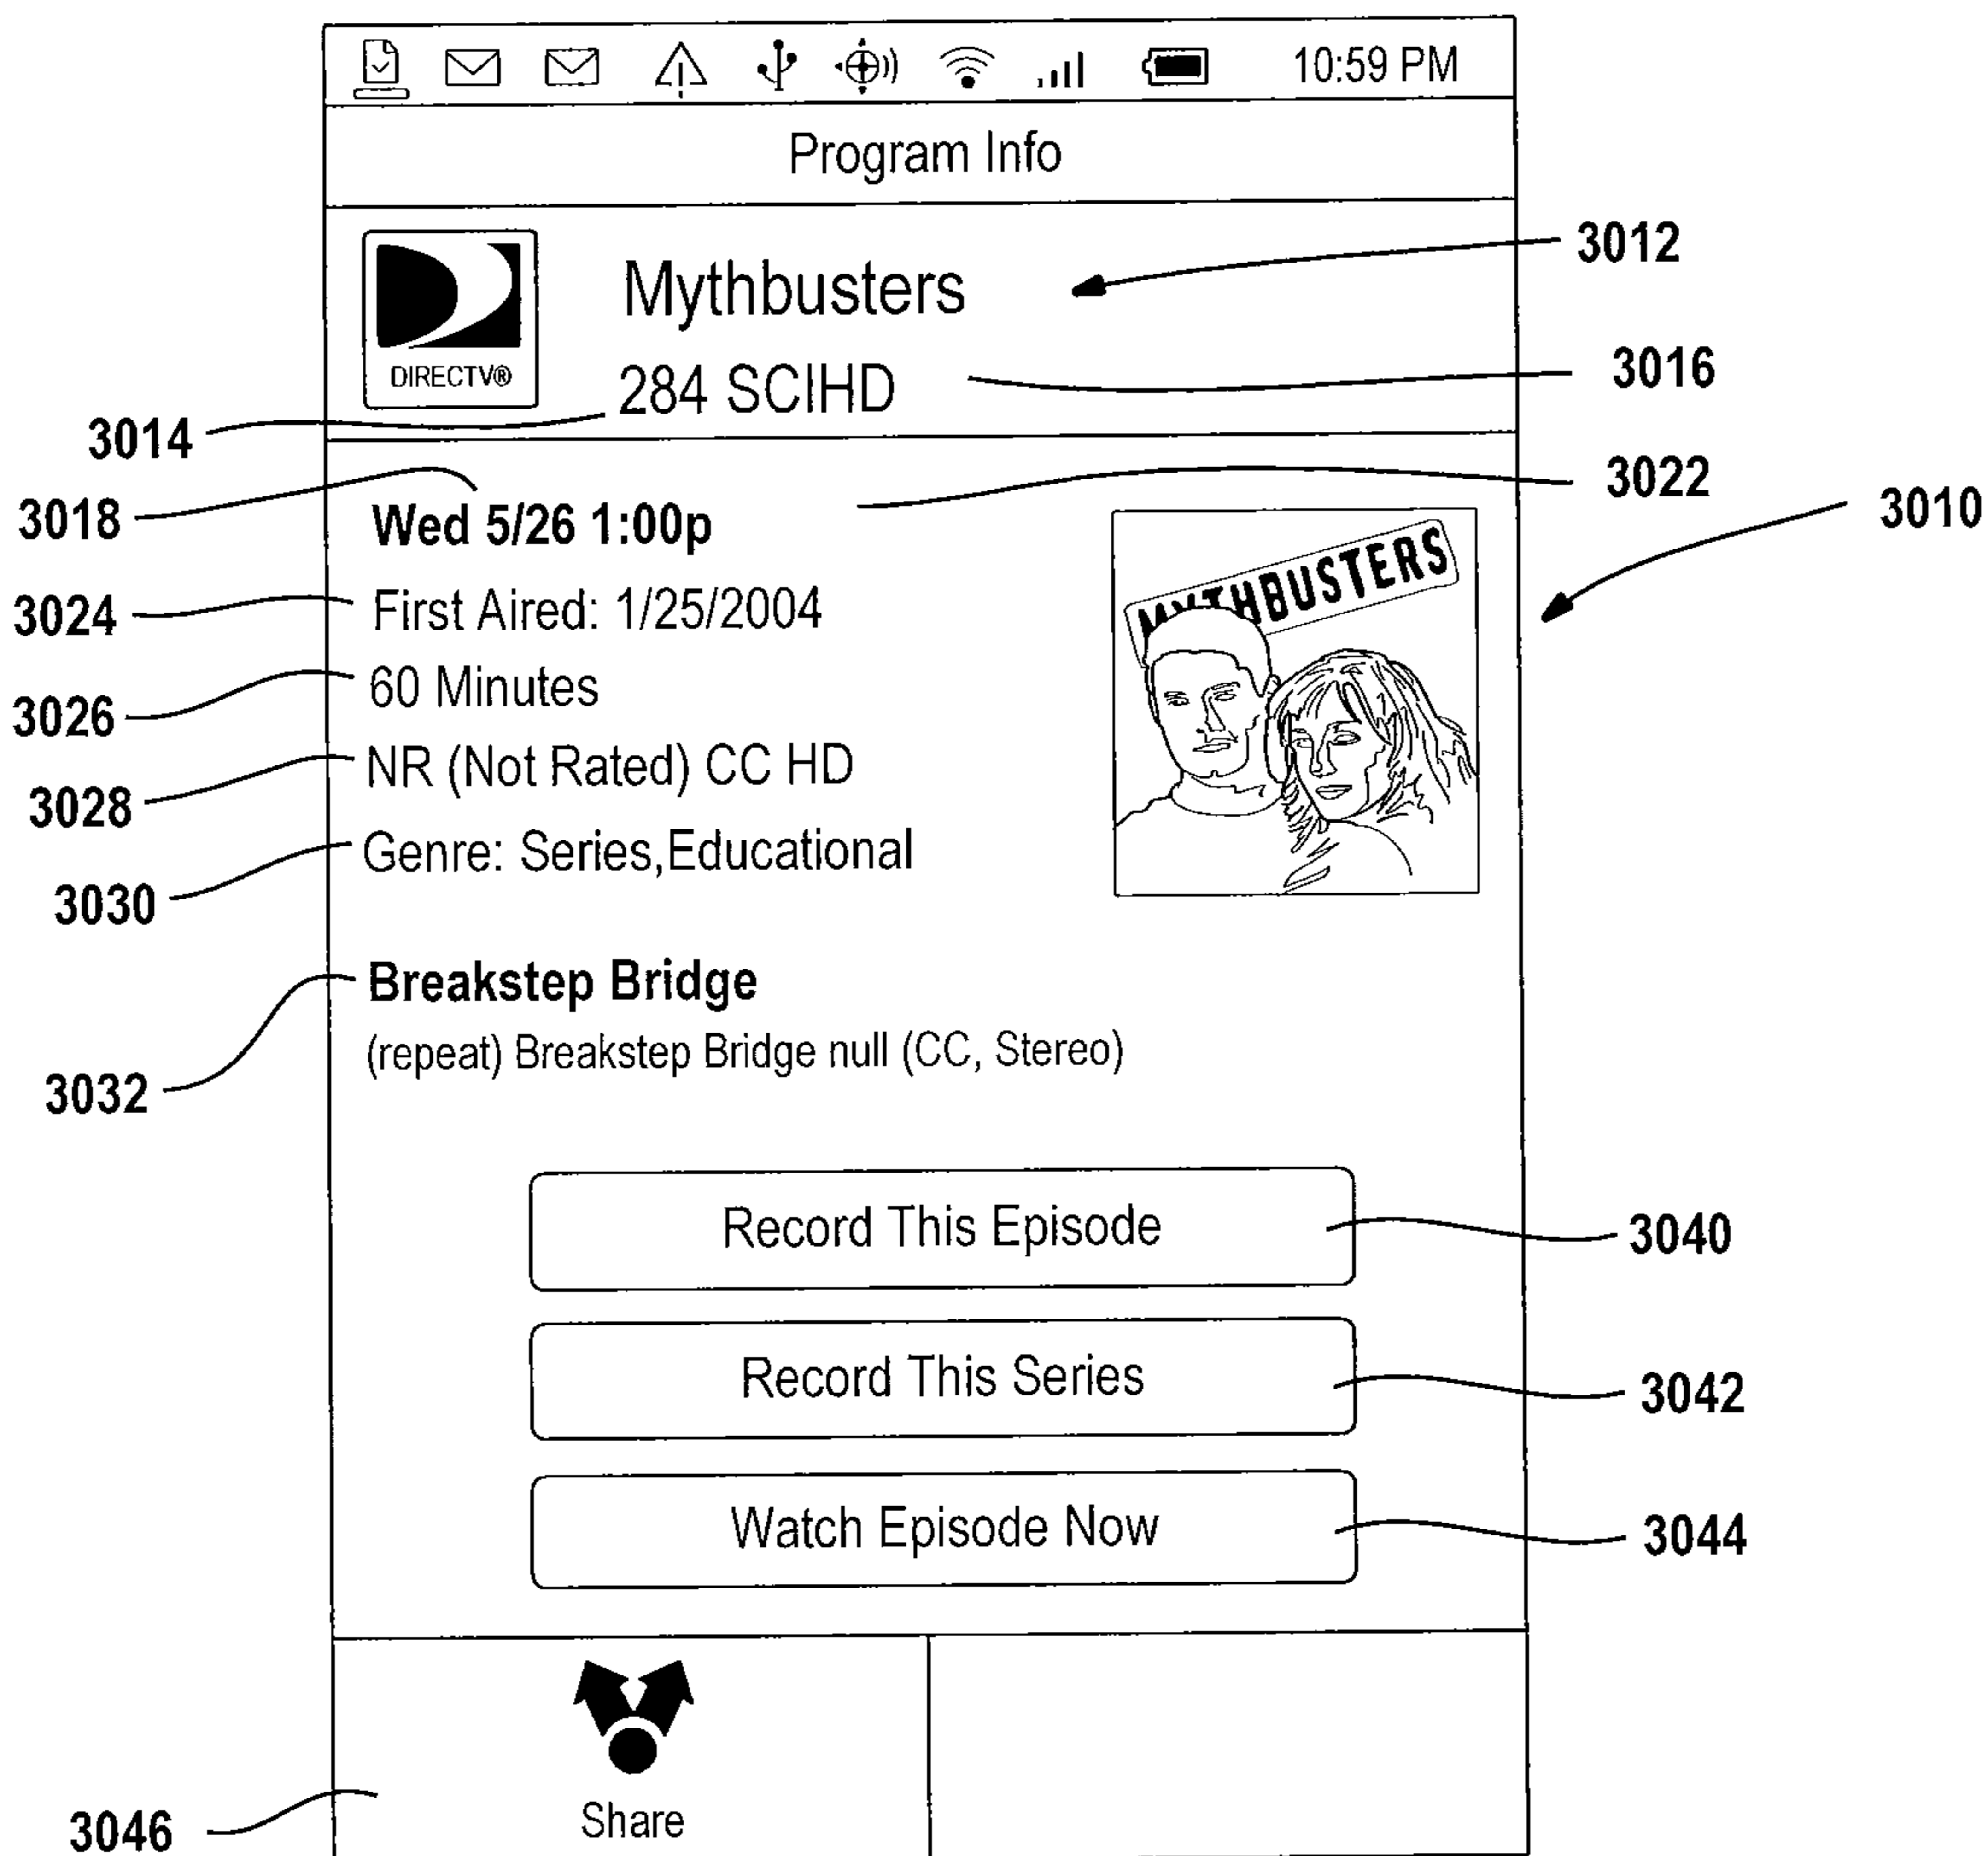 10:59 PM
Program Info
Mythbusters
3012
DIRECTV®
284 SCIHD
3016
3014
3022
3018
Wed 5/26 1:00p
3010
MYTHBUSTERS
3024
First Aired: 1/25/2004
3026
60 Minutes
3028
NR (Not Rated) CC HD
3030
Genre: Series,Educational
3032
Breakstep Bridge
(repeat) Breakstep Bridge null (CC, Stereo)
Record This Episode
3040
Record This Series
3042
Watch Episode Now
3044
3046
Share